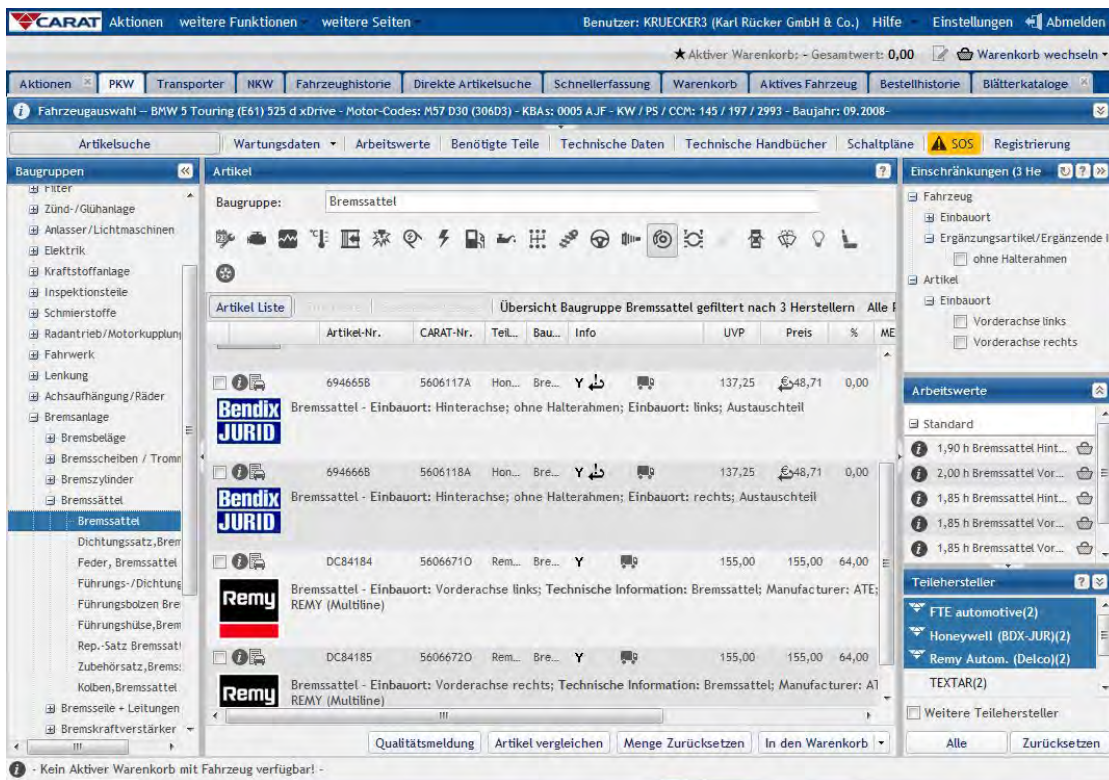 CARAT Aktionen weitere Funktionen weitere Seiten Benutzer: KRUECKER3 (Karl Rücker GmbH & Co.) Hilfe Einstellungen Abmelden
Aktiver Warenkorb: - Gesamtwert: 0,00 Warenkorb wechseln
Aktionen PKW Transporter NKW Fahrzeughistorie Direkte Artikelsuche Schnellerfassung Warenkorb Aktives Fahrzeug Bestellhistorie Blätterkataloge
Fahrzeugauswahl -- BMW 5 Touring (E61) 525 d xDrive - Motor-Codes: M57 D30 (306D3) - KBAs: 0005 AJF - KW / PS / CCM: 145 / 197 / 2993 - Baujahr: 09.2008-
Artikelsuche Wartungsdaten Arbeitswerte Benötigte Teile Technische Daten Technische Handbücher Schaltpläne SOS Registrierung
Baugruppen
Filter
Zünd-/Glühanlage
Anlasser/Lichtmaschinen
Elektrik
Kraftstoffanlage
Inspektionsteile
Schmierstoffe
Radantrieb/Motorkupplung
Fahrwerk
Lenkung
Achsaufhängung/Räder
Bremsanlage
Bremsbeläge
Bremsscheiben / Tromm
Bremszylinder
Bremssättel
Bremssattel
Dichtungssatz,Brem
Feder, Bremssattel
Führungs-/Dichtung
Führungsbolzen Bre
Führungshülse,Brem
Rep.-Satz Bremssatt
Zubehörsatz,Brems:
Kolben,Bremssattel
Bremsseile + Leitungen
Bremskraftverstärker
Artikel
Baugruppe: Bremssattel
Artikel Liste Übersicht Baugruppe Bremssattel gefiltert nach 3 Herstellern Alle
Artikel-Nr. CARAT-Nr. Teil... Bau... Info UVP Preis % ME
694665B 5606117A Hon... Bre... Y 137,25 48,71 0,00
Bendix JURID
Bremssattel - Einbauort: Hinterachse; ohne Halterahmen; Einbauort: links; Austauschteil
694666B 5606118A Hon... Bre... Y 137,25 48,71 0,00
Bendix JURID
Bremssattel - Einbauort: Hinterachse; ohne Halterahmen; Einbauort: rechts; Austauschteil
DC84184 5606671O Rem... Bre... Y 155,00 155,00 64,00
Remy
Bremssattel - Einbauort: Vorderachse links; Technische Information: Bremssattel; Manufacturer: ATE;
REMY (Multiline)
DC84185 5606672O Rem... Bre... Y 155,00 155,00 64,00
Remy
Bremssattel - Einbauort: Vorderachse rechts; Technische Information: Bremssattel; Manufacturer: AT
REMY (Multiline)
Qualitätsmeldung Artikel vergleichen Menge Zurücksetzen In den Warenkorb
Einschränkungen (3 He
Fahrzeug
Einbauort
Ergänzungsartikel/Ergänzende I
ohne Halterahmen
Artikel
Einbauort
Vorderachse links
Vorderachse rechts
Arbeitswerte
Standard
1,90 h Bremssattel Hint...
2,00 h Bremssattel Vor...
1,85 h Bremssattel Hint...
1,85 h Bremssattel Vor...
1,85 h Bremssattel Vor...
Teilehersteller
FTE automotive(2)
Honeywell (BDX-JUR)(2)
Remy Autom. (Delco)(2)
TEXTAR(2)
Weitere Teilehersteller
Alle Zurücksetzen
- Kein Aktiver Warenkorb mit Fahrzeug verfügbar! -